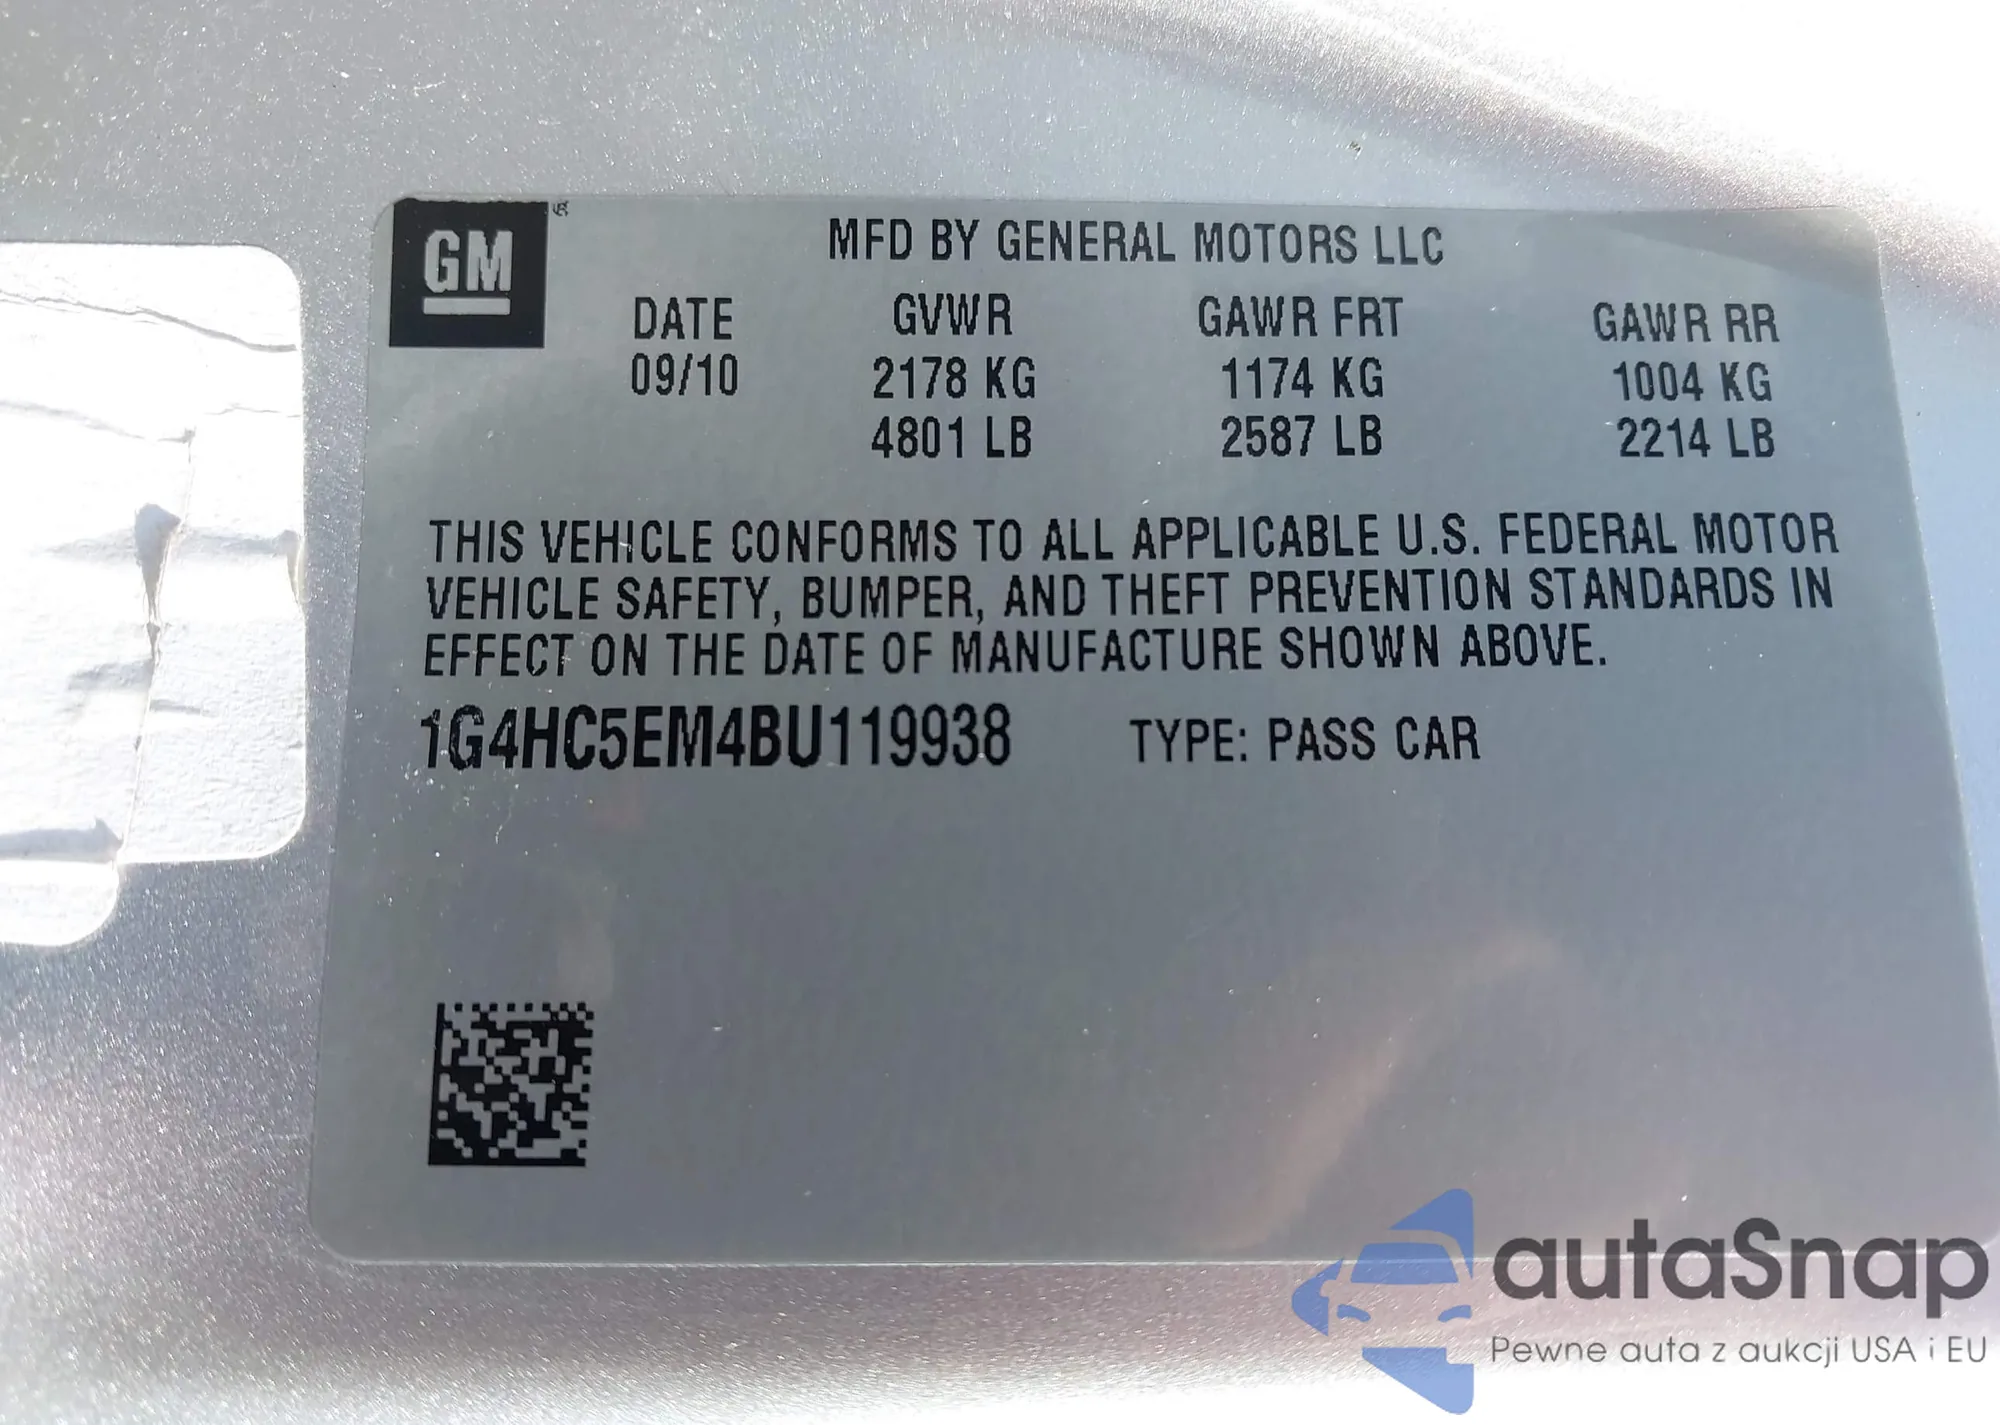 GM
MFD BY GENERAL MOTORS LLC
DATE GVWR GAWR FRT GAWR RR
09/10 2178 KG 1174 KG 1004 KG
4801 LB 2587 LB 2214 LB
THIS VEHICLE CONFORMS TO ALL APPLICABLE U.S. FEDERAL MOTOR
VEHICLE SAFETY, BUMPER, AND THEFT PREVENTION STANDARDS IN
EFFECT ON THE DATE OF MANUFACTURE SHOWN ABOVE.
1G4HC5EM4BU119938 TYPE: PASS CAR
autaSnap
Pewne auta z aukcji USA i EU